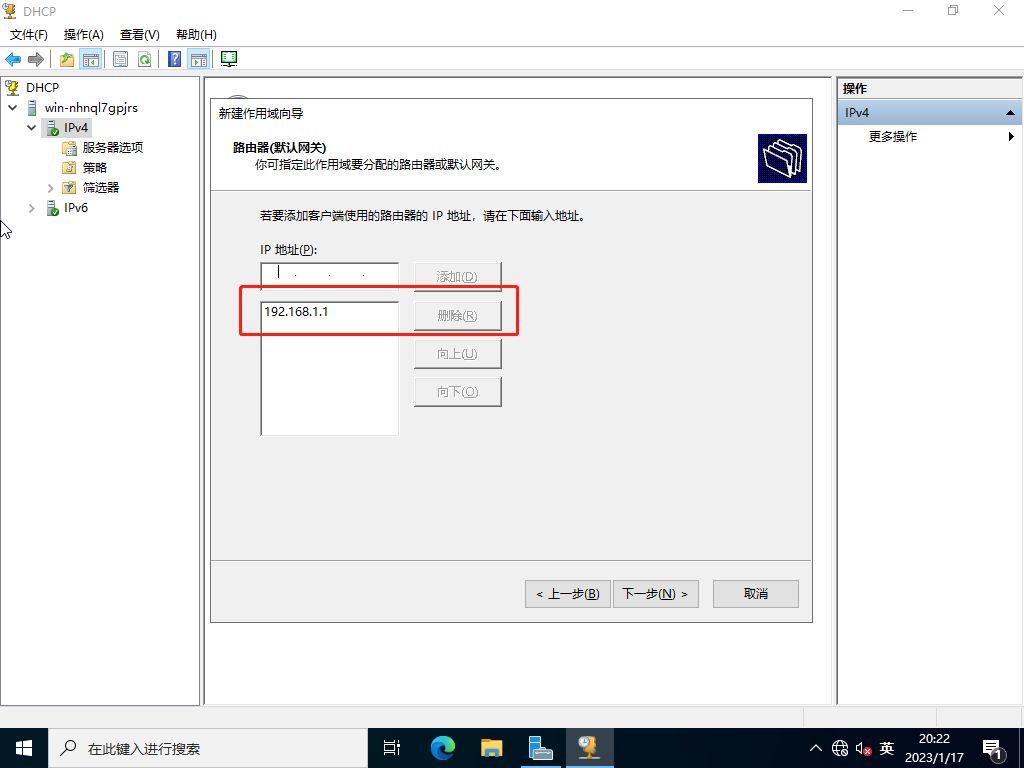 DHCP
文件(F) 操作(A) 查看(V) 帮助(H)
DHCP
win-nhnql7gpjrs
IPv4
服务器选项
策略
筛选器
IPv6
新建作用域向导
路由器(默认网关)
你可指定此作用域要分配的路由器或默认网关。
若要添加客户端使用的路由器的 IP 地址，请在下面输入地址。
IP 地址(P):
. . .
添加(D)
192.168.1.1
删除(R)
向上(U)
向下(O)
< 上一步(B) 下一步(N) > 取消
操作
IPv4
更多操作
在此键入进行搜索
英
20:22
2023/1/17
1